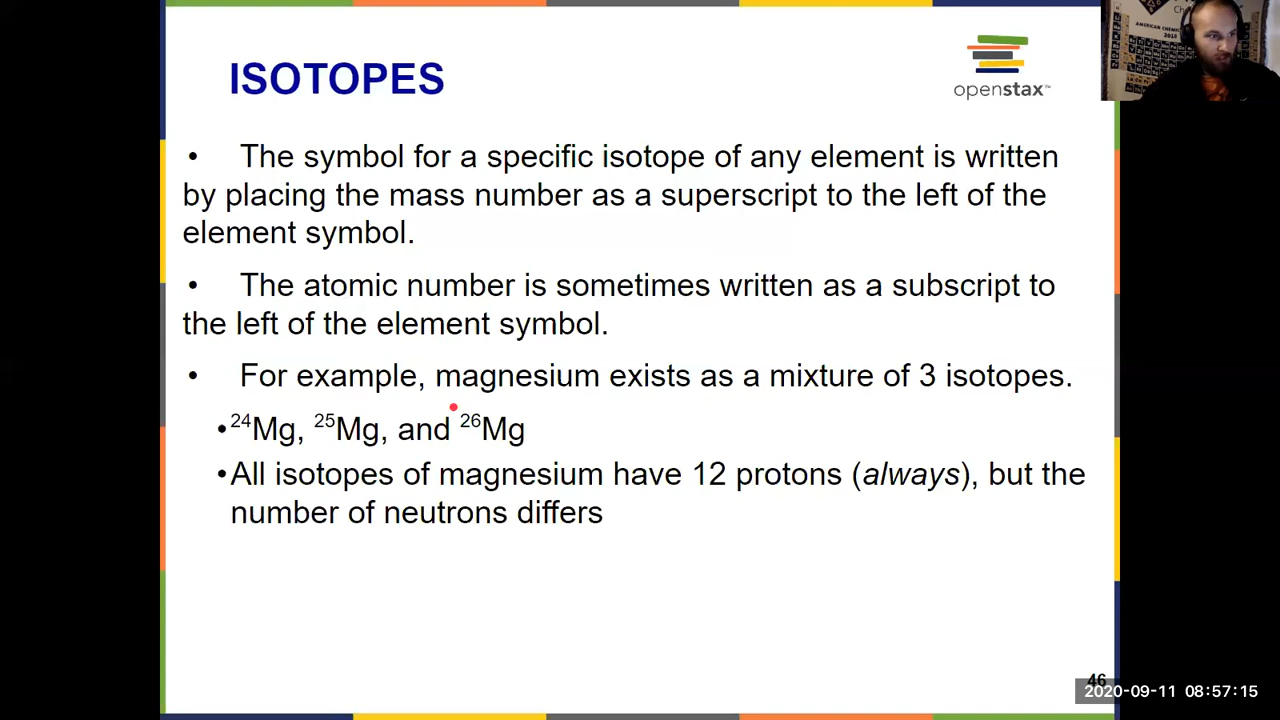 ISOTOPES
openstax™
AMERICAN CHEMI
• The symbol for a specific isotope of any element is written
by placing the mass number as a superscript to the left of the
element symbol.
• The atomic number is sometimes written as a subscript to
the left of the element symbol.
• For example, magnesium exists as a mixture of 3 isotopes.
•²⁴Mg, ²⁵Mg, and ²⁶Mg
•All isotopes of magnesium have 12 protons (always), but the
number of neutrons differs
46
2020-09-11 08:57:15